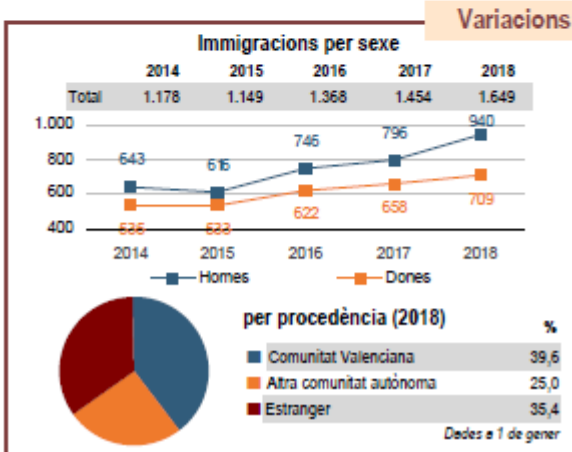 Variacions
Immigracions per sexe
2014 2015 2016 2017 2018
Total 1.178 1.149 1.368 1.454 1.649
1.000
800
600
400
643 616 746 796 940
535 533 622 658 709
2014 2015 2016 2017 2018
Homes Dones
per procedència (2018) %
Comunitat Valenciana 39,6
Altra comunitat autònoma 25,0
Estranger 35,4
Dades a 1 de gener